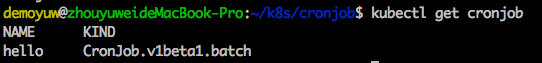 demoyuw@zhouyuweideMacBook-Pro:~/k8s/cronjob$ kubectl get cronjob
NAME      KIND
hello     CronJob.v1beta1.batch